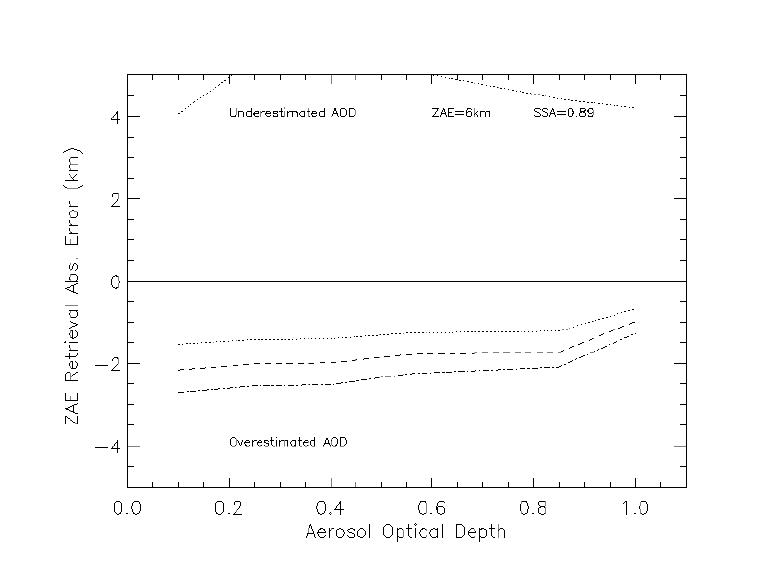 4
Underestimated AOD ZAE=6km SSA=0.89
2
ZAE Retrieval Abs. Error (km)
0
−2
−4
Overestimated AOD
0.0 0.2 0.4 0.6 0.8 1.0
Aerosol Optical Depth